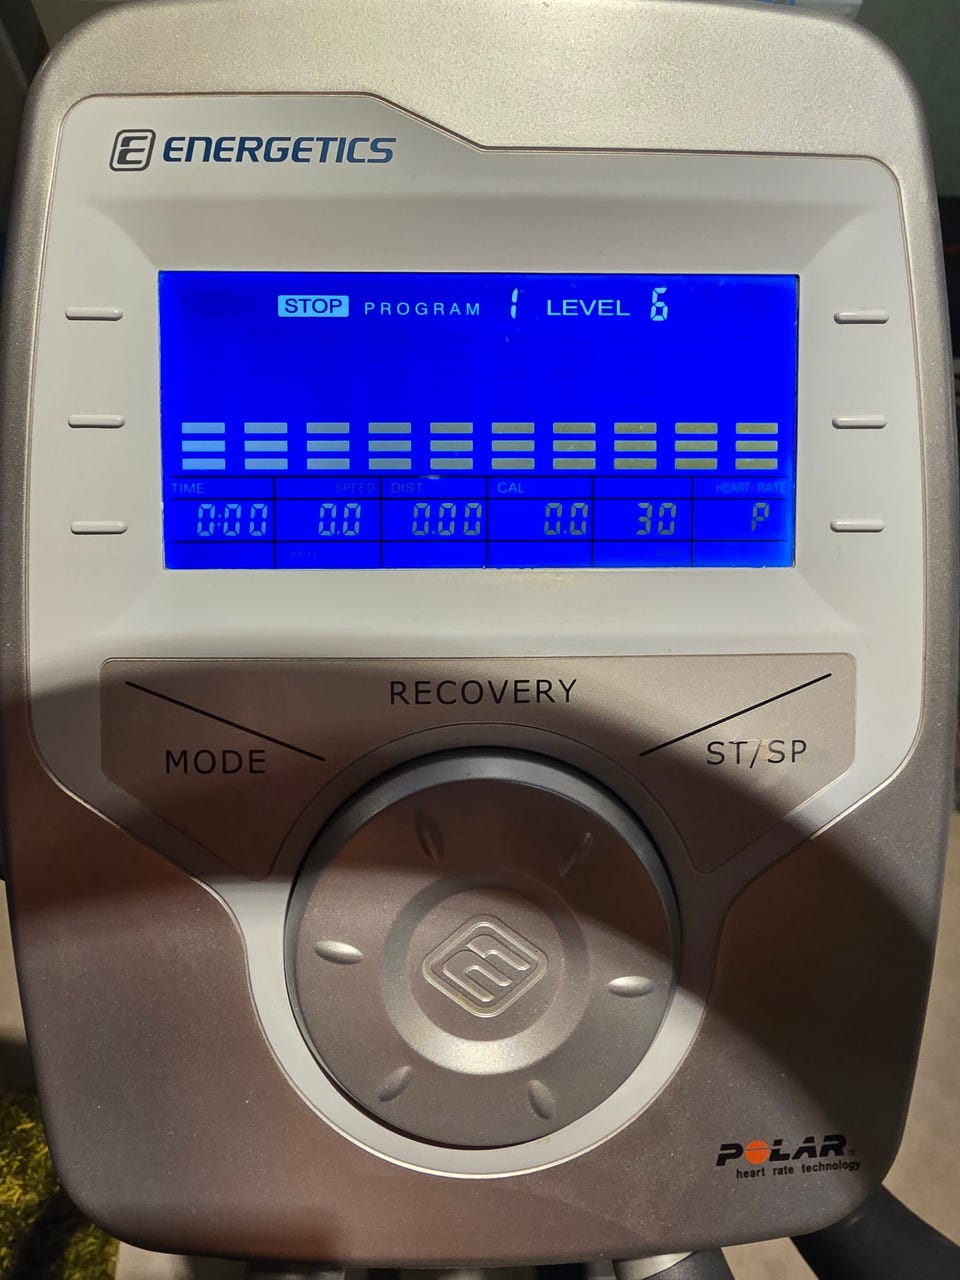 ENERGETICS
STOP PROGRAM 1 LEVEL 6
TIME SPEED DIST CAL HEART RATE
0:00 0.0 0.00 0.0 30 P
RECOVERY
MODE
ST/SP
POLAR
heart rate technology